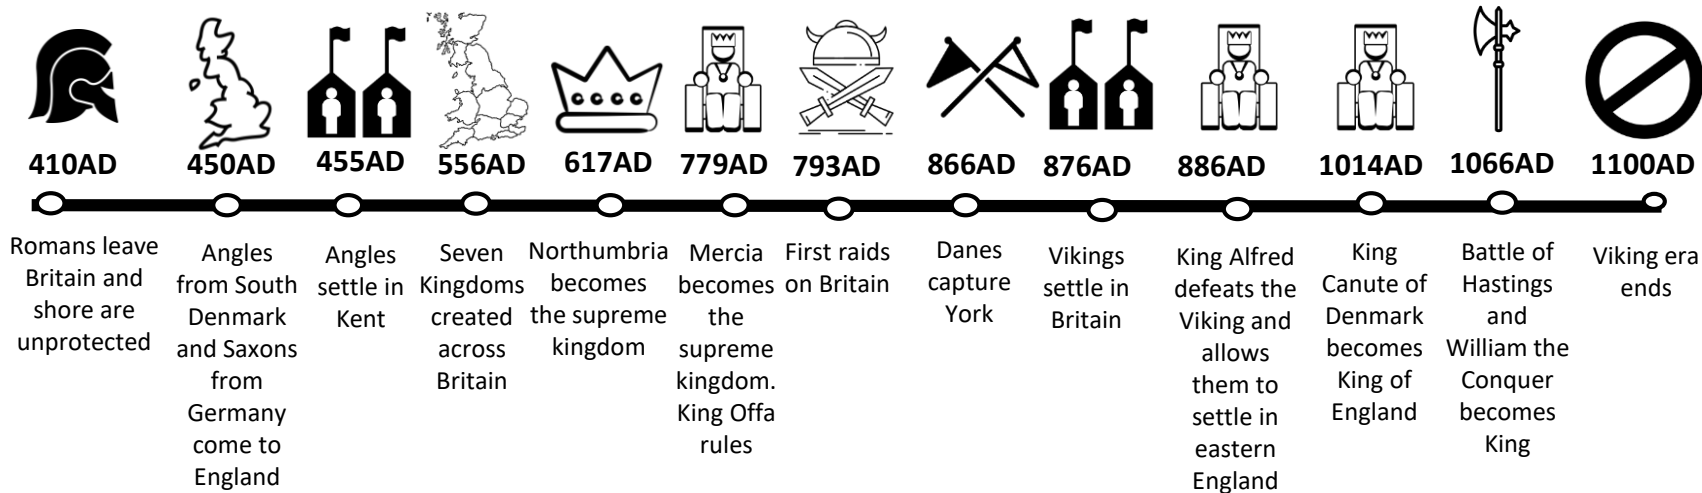 410AD
450AD
455AD
556AD
617AD
779AD
793AD
866AD
876AD
886AD
1014AD
1066AD
1100AD
Romans leave
Britain and
shore are
unprotected
Angles
from South
Denmark
and Saxons
from
Germany
come to
England
Angles
settle in
Kent
Seven
Kingdoms
created
across
Britain
Northumbria
becomes
the supreme
kingdom
Mercia
becomes
the
supreme
kingdom.
King Offa
rules
First raids
on Britain
Danes
capture
York
Vikings
settle in
Britain
King Alfred
defeats the
Viking and
allows
them to
settle in
eastern
England
King
Canute of
Denmark
becomes
King of
England
Battle of
Hastings
and
William the
Conquer
becomes
King
Viking era
ends